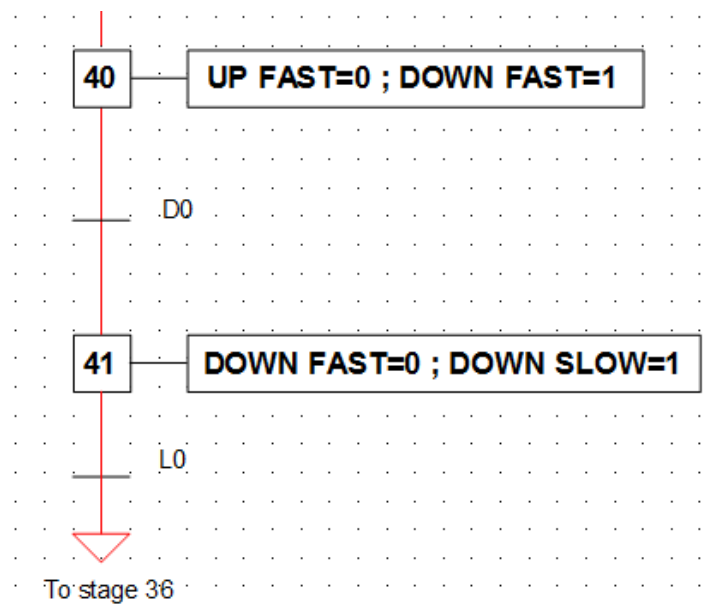 40
UP FAST=0 ; DOWN FAST=1
D0
41
DOWN FAST=0 ; DOWN SLOW=1
L0
To stage 36